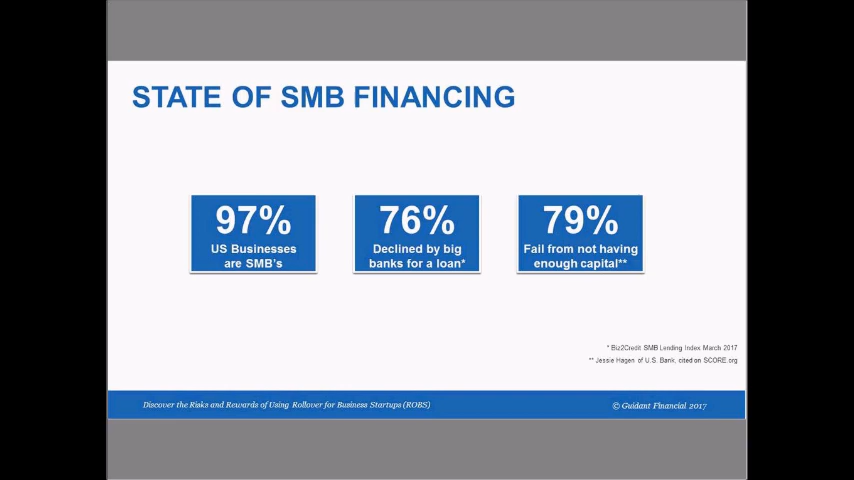 STATE OF SMB FINANCING
97%
US Businesses
are SMB's
76%
Declined by big
banks for a loan*
79%
Fail from not having
enough capital**
* Biz2Credit SMB Lending Index March 2017
** Jessie Hagen of U.S. Bank, cited on SCORE.org
Discover the Risks and Rewards of Using Rollover for Business Startups (ROBS)
© Guidant Financial 2017